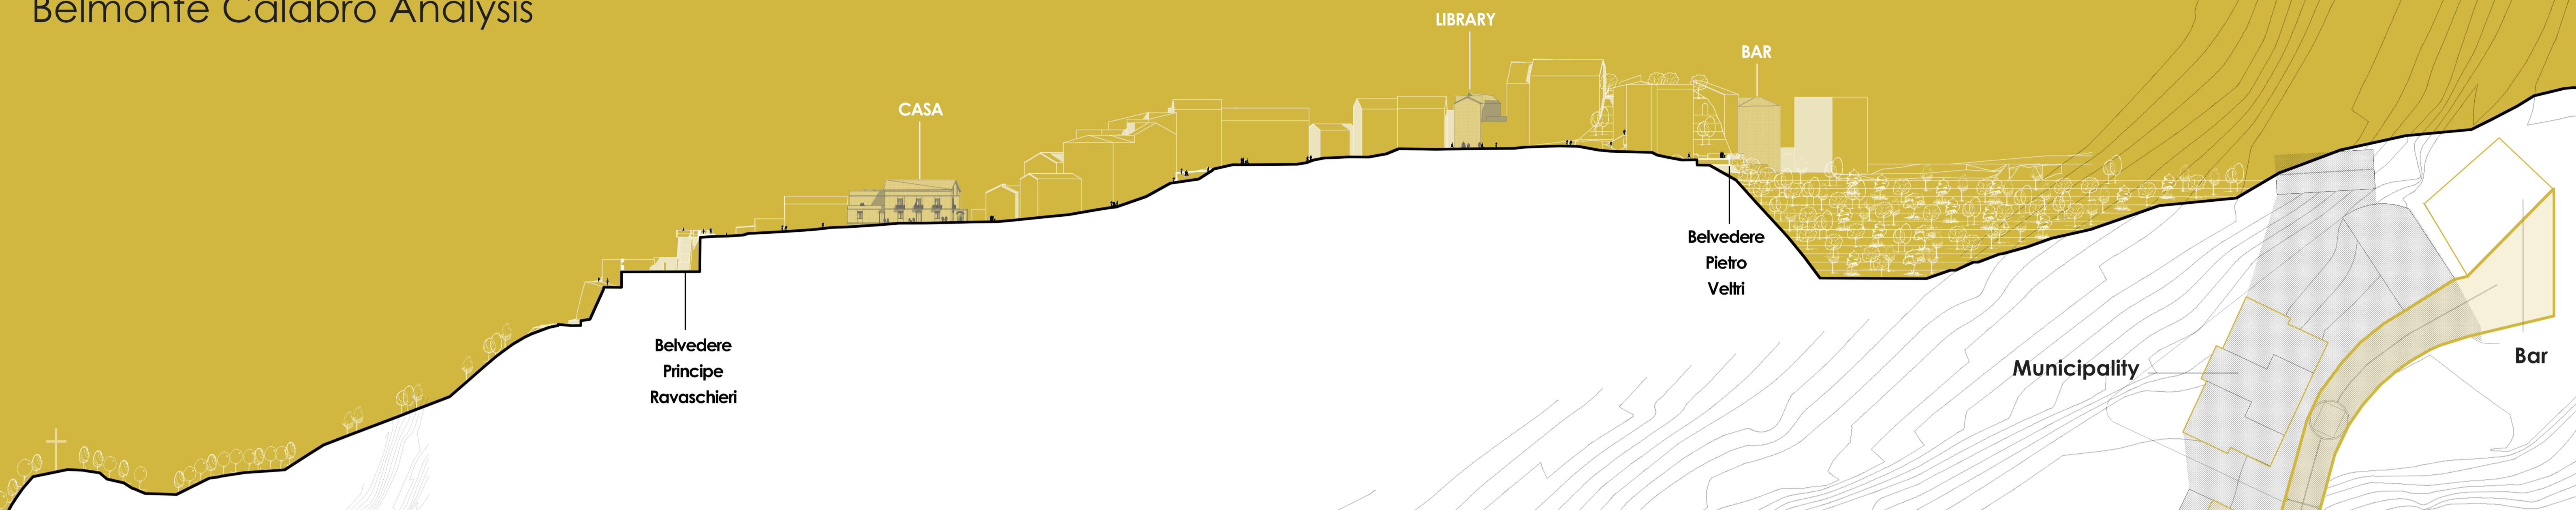 Belmonte Calabro Analysis
LIBRARY
BAR
CASA
Belvedere
Pietro
Veltri
Belvedere
Principe
Ravaschieri
Municipality
Bar